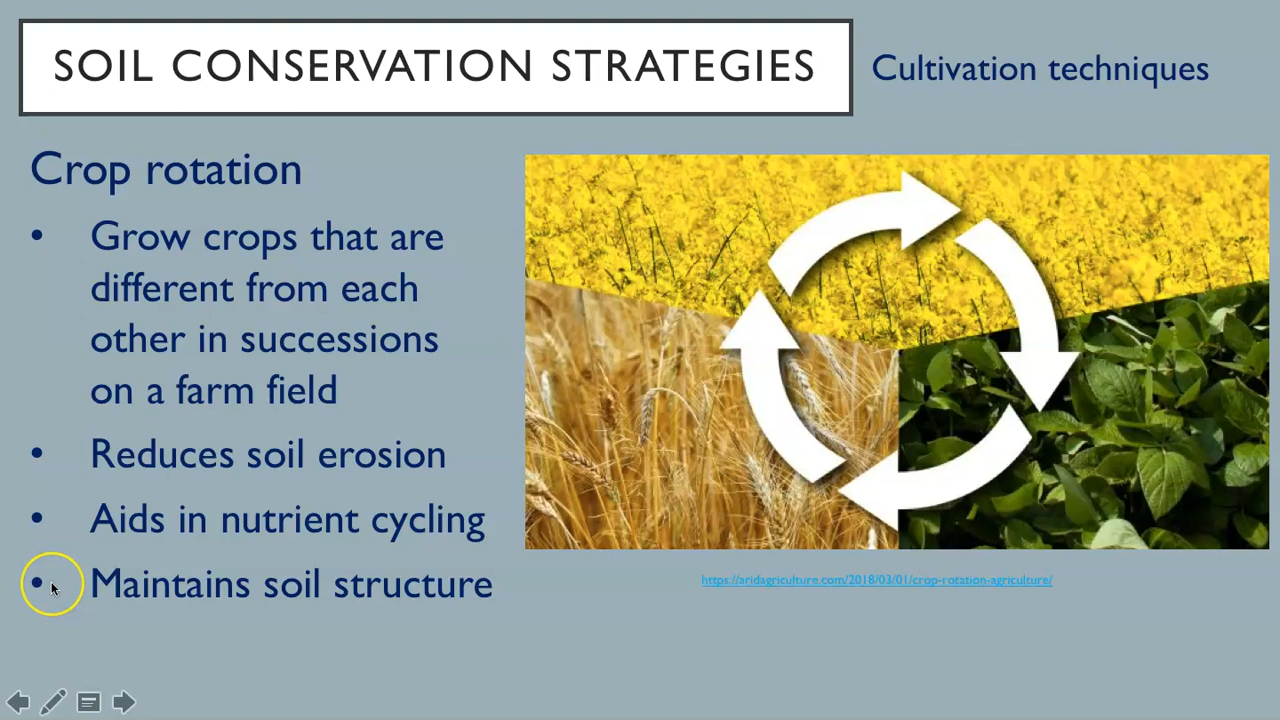 SOIL CONSERVATION STRATEGIES
Cultivation techniques
Crop rotation
• Grow crops that are
different from each
other in successions
on a farm field
• Reduces soil erosion
• Aids in nutrient cycling
• Maintains soil structure
https://aridagriculture.com/2018/03/01/crop-rotation-agriculture/